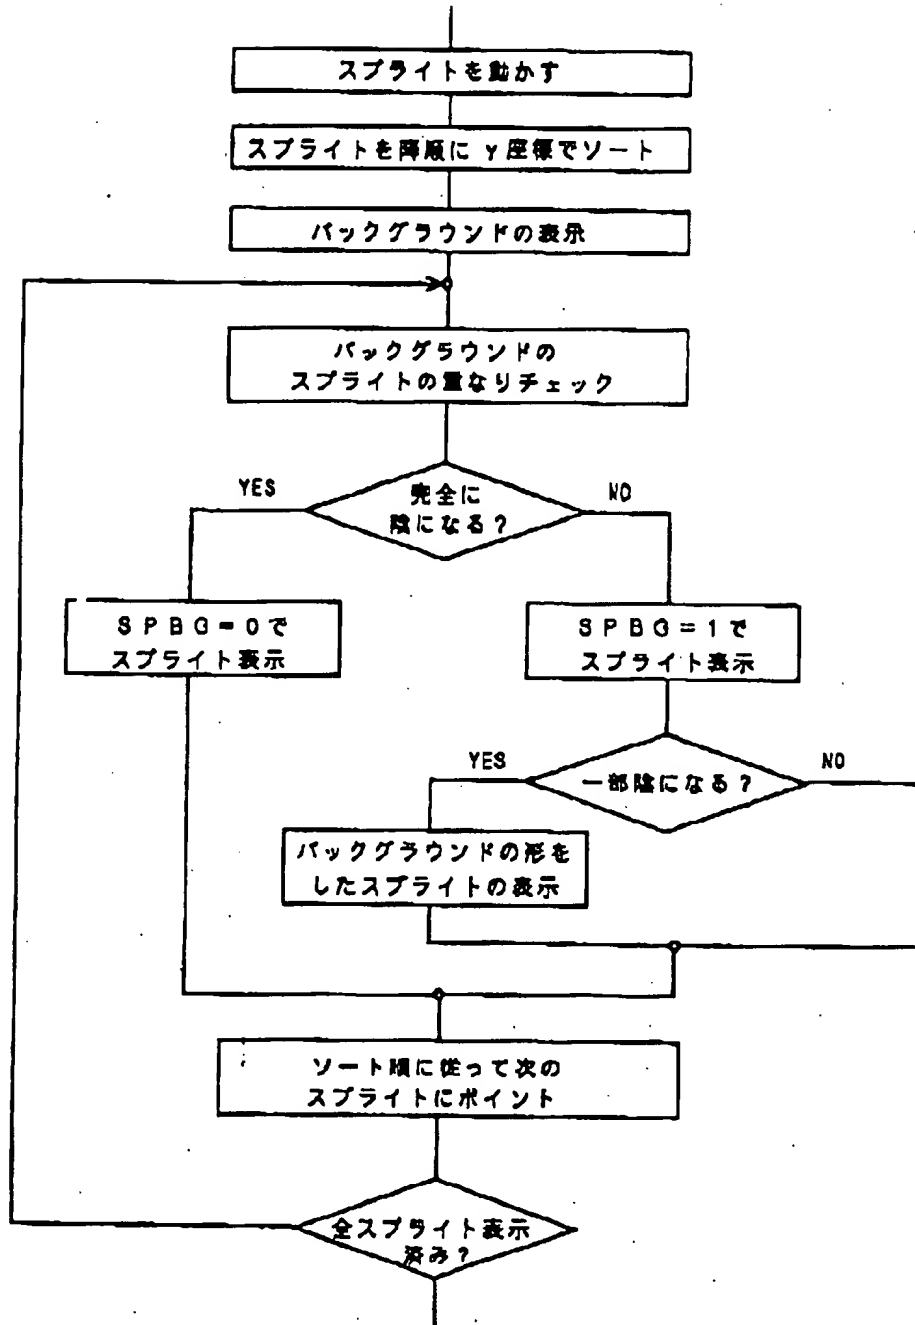 スプライトを動かす
スプライトを降順に y座標でソート
バックグラウンドの表示
バックグラウンドの
スプライトの重なりチェック
YES
完全に
陰になる?
NO
SPBG=0で
スプライト表示
SPBG=1で
スプライト表示
YES
一部陰になる?
NO
バックグラウンドの形を
したスプライトの表示
ソート順に従って次の
スプライトにポイント
全スプライト表示
済み?